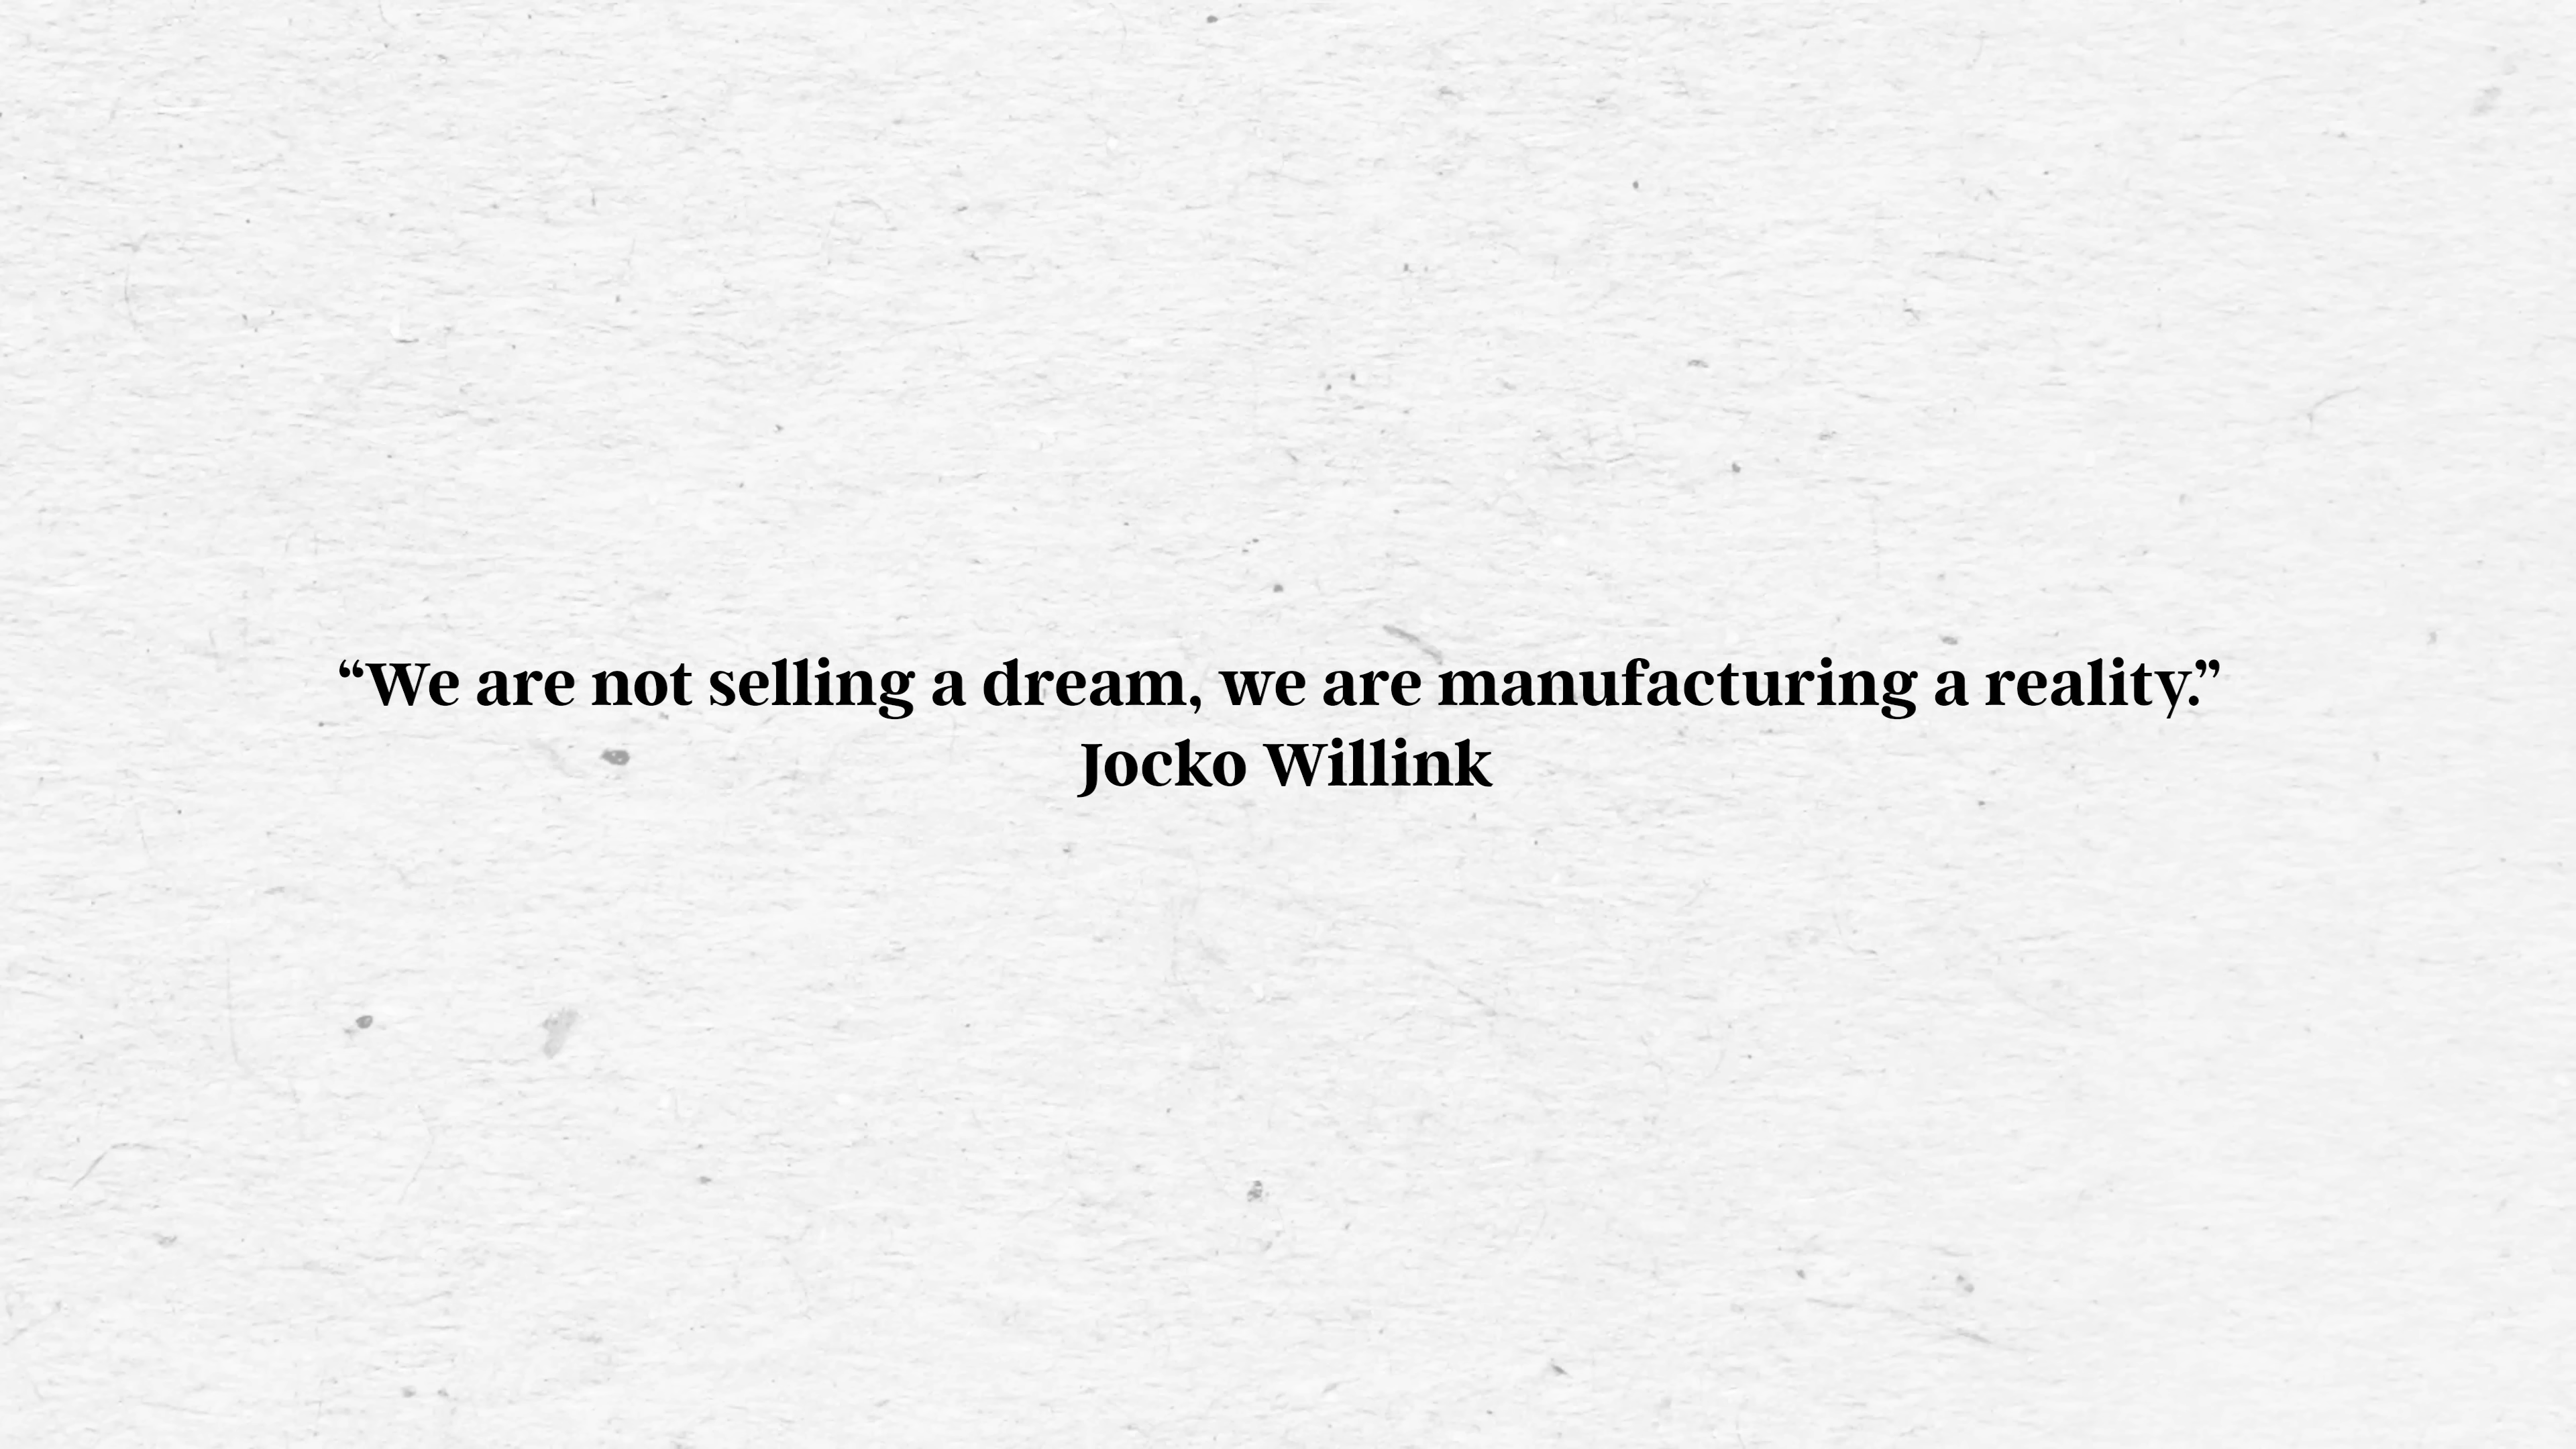 “We are not selling a dream, we are manufacturing a reality.”
Jocko Willink